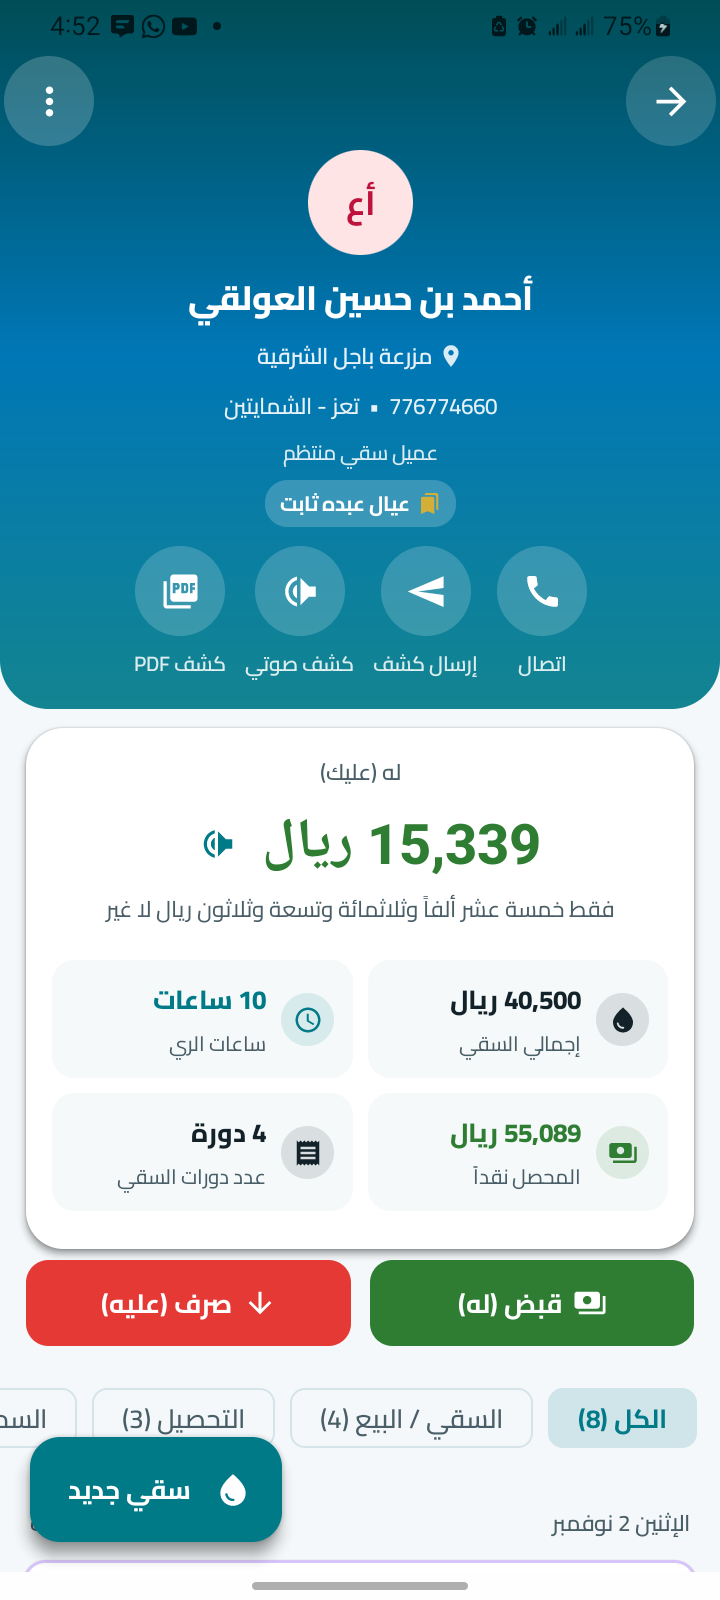 4:52
75%
أع
أحمد بن حسين العولقي
مزرعة باجل الشرقية
776774660 • تعز - الشمايتين
عميل سقي منتظم
عيال عبده ثابت
اتصال
إرسال كشف
كشف صوتي
كشف PDF
PDF
له (عليك)
15,339 ريال
فقط خمسة عشر ألفاً وثلاثمائة وتسعة وثلاثون ريال لا غير
40,500 ريال
إجمالي السقي
10 ساعات
ساعات الري
55,089 ريال
المحصل نقداً
4 دورة
عدد دورات السقي
قبض (له)
صرف (عليه)
الكل (8)
السقي / البيع (4)
التحصيل (3)
سقي جديد
الإثنين 2 نوفمبر